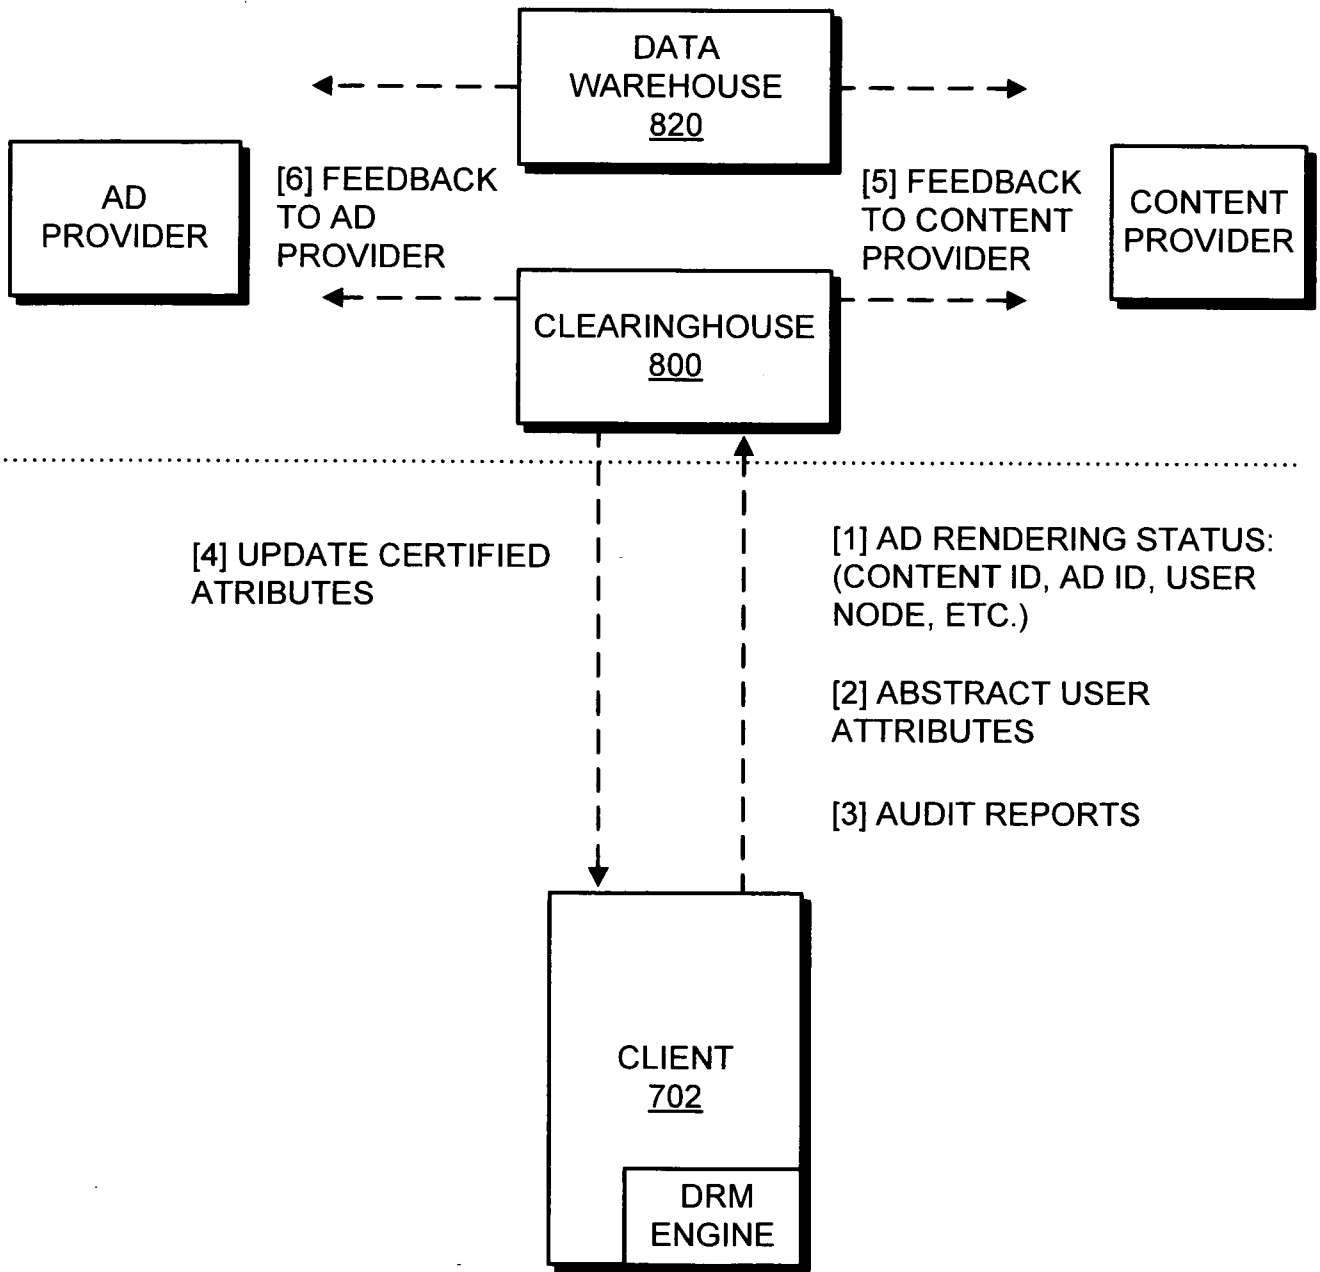 DATA
WAREHOUSE
820
AD
PROVIDER
[6] FEEDBACK
TO AD
PROVIDER
[5] FEEDBACK
TO CONTENT
PROVIDER
CONTENT
PROVIDER
CLEARINGHOUSE
800
[4] UPDATE CERTIFIED
ATRIBUTES
[1] AD RENDERING STATUS:
(CONTENT ID, AD ID, USER
NODE, ETC.)
[2] ABSTRACT USER
ATTRIBUTES
[3] AUDIT REPORTS
CLIENT
702
DRM
ENGINE